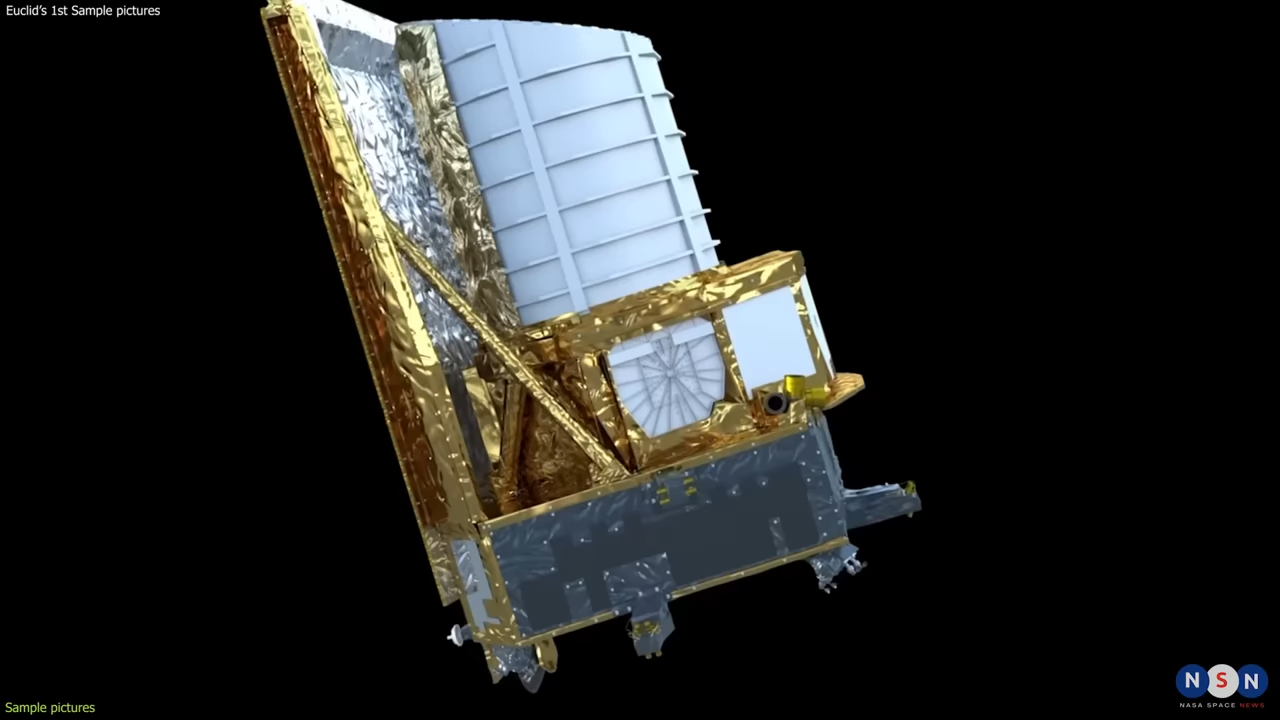 Euclid's 1st Sample pictures
Sample pictures
NSN
NASA SPACE NEWS